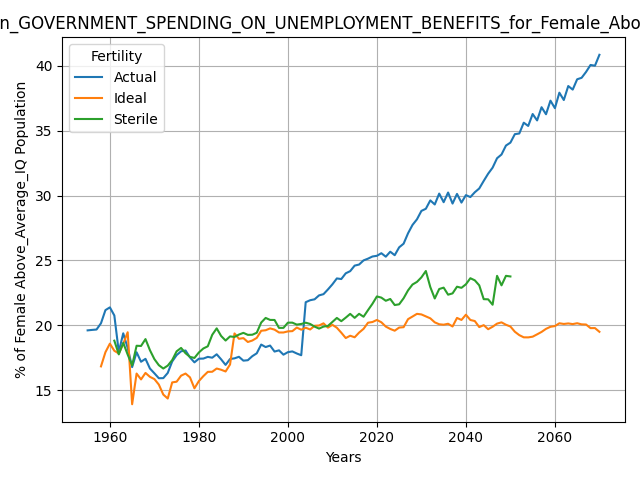 n_GOVERNMENT_SPENDING_ON_UNEMPLOYMENT_BENEFITS_for_Female_Abo
Fertility
Actual
Ideal
Sterile
% of Female Above_Average_IQ Population
40
35
30
25
20
15
1960 1980 2000 2020 2040 2060
Years